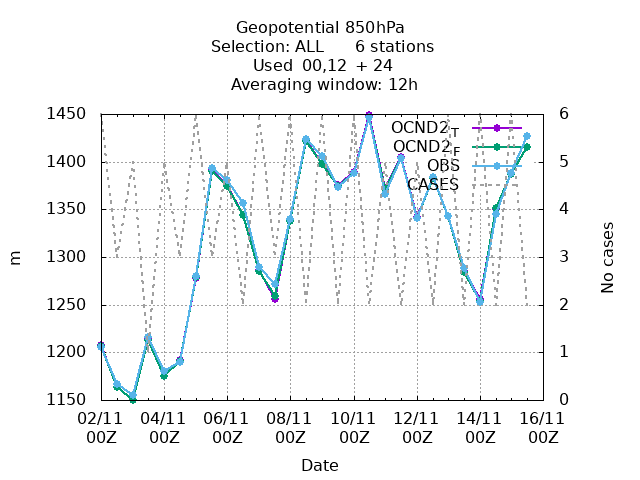 Geopotential 850hPa
Selection: ALL 6 stations
Used 00,12 + 24
Averaging window: 12h
1450 6
OCND2T
OCND2F
1400 OBS 5
CASES
1350 4
1300 3
m
No cases
1250 2
1200 1
1150 0
02/11 04/11 06/11 08/11 10/11 12/11 14/11 16/11
00Z 00Z 00Z 00Z 00Z 00Z 00Z 00Z
Date